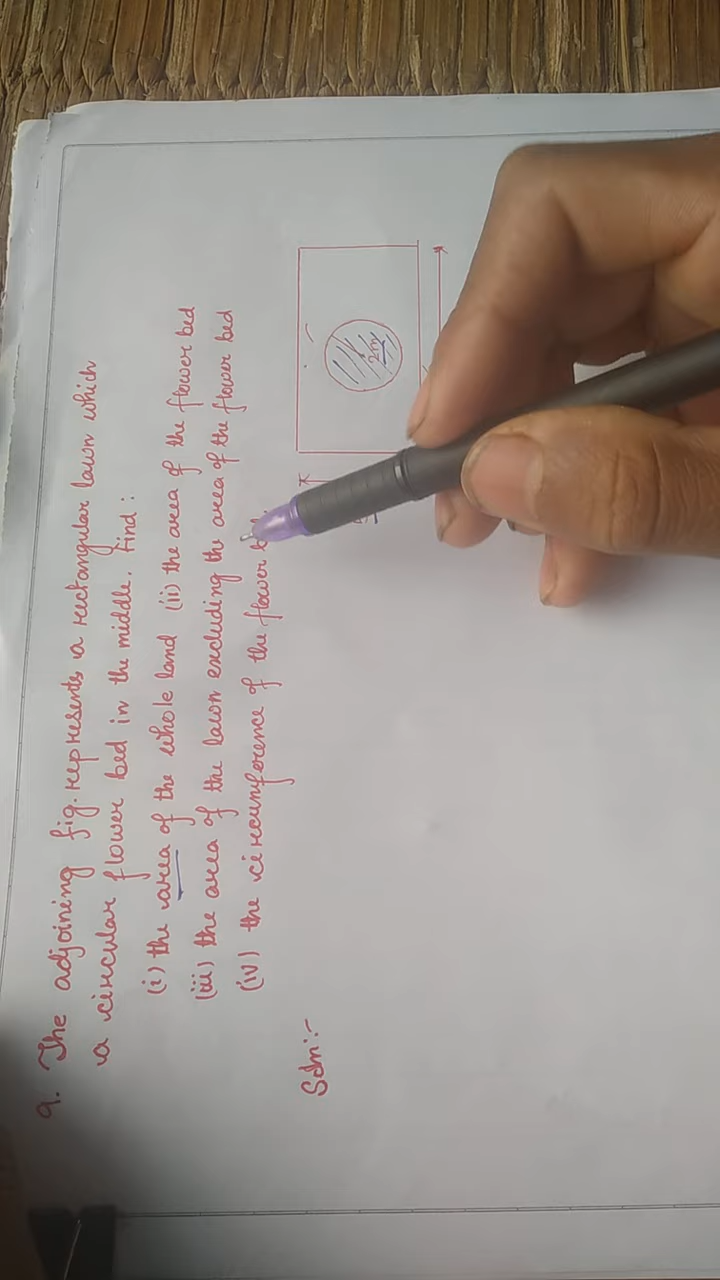 9. The adjoining fig. represents a rectangular lawn which
a circular flower bed in the middle. Find :
(i) the area of the whole land (ii) the area of the flower bed
(iii) the area of the lawn excluding the area of the flower bed
(iv) the circumference of the flower
Soln:-
2m